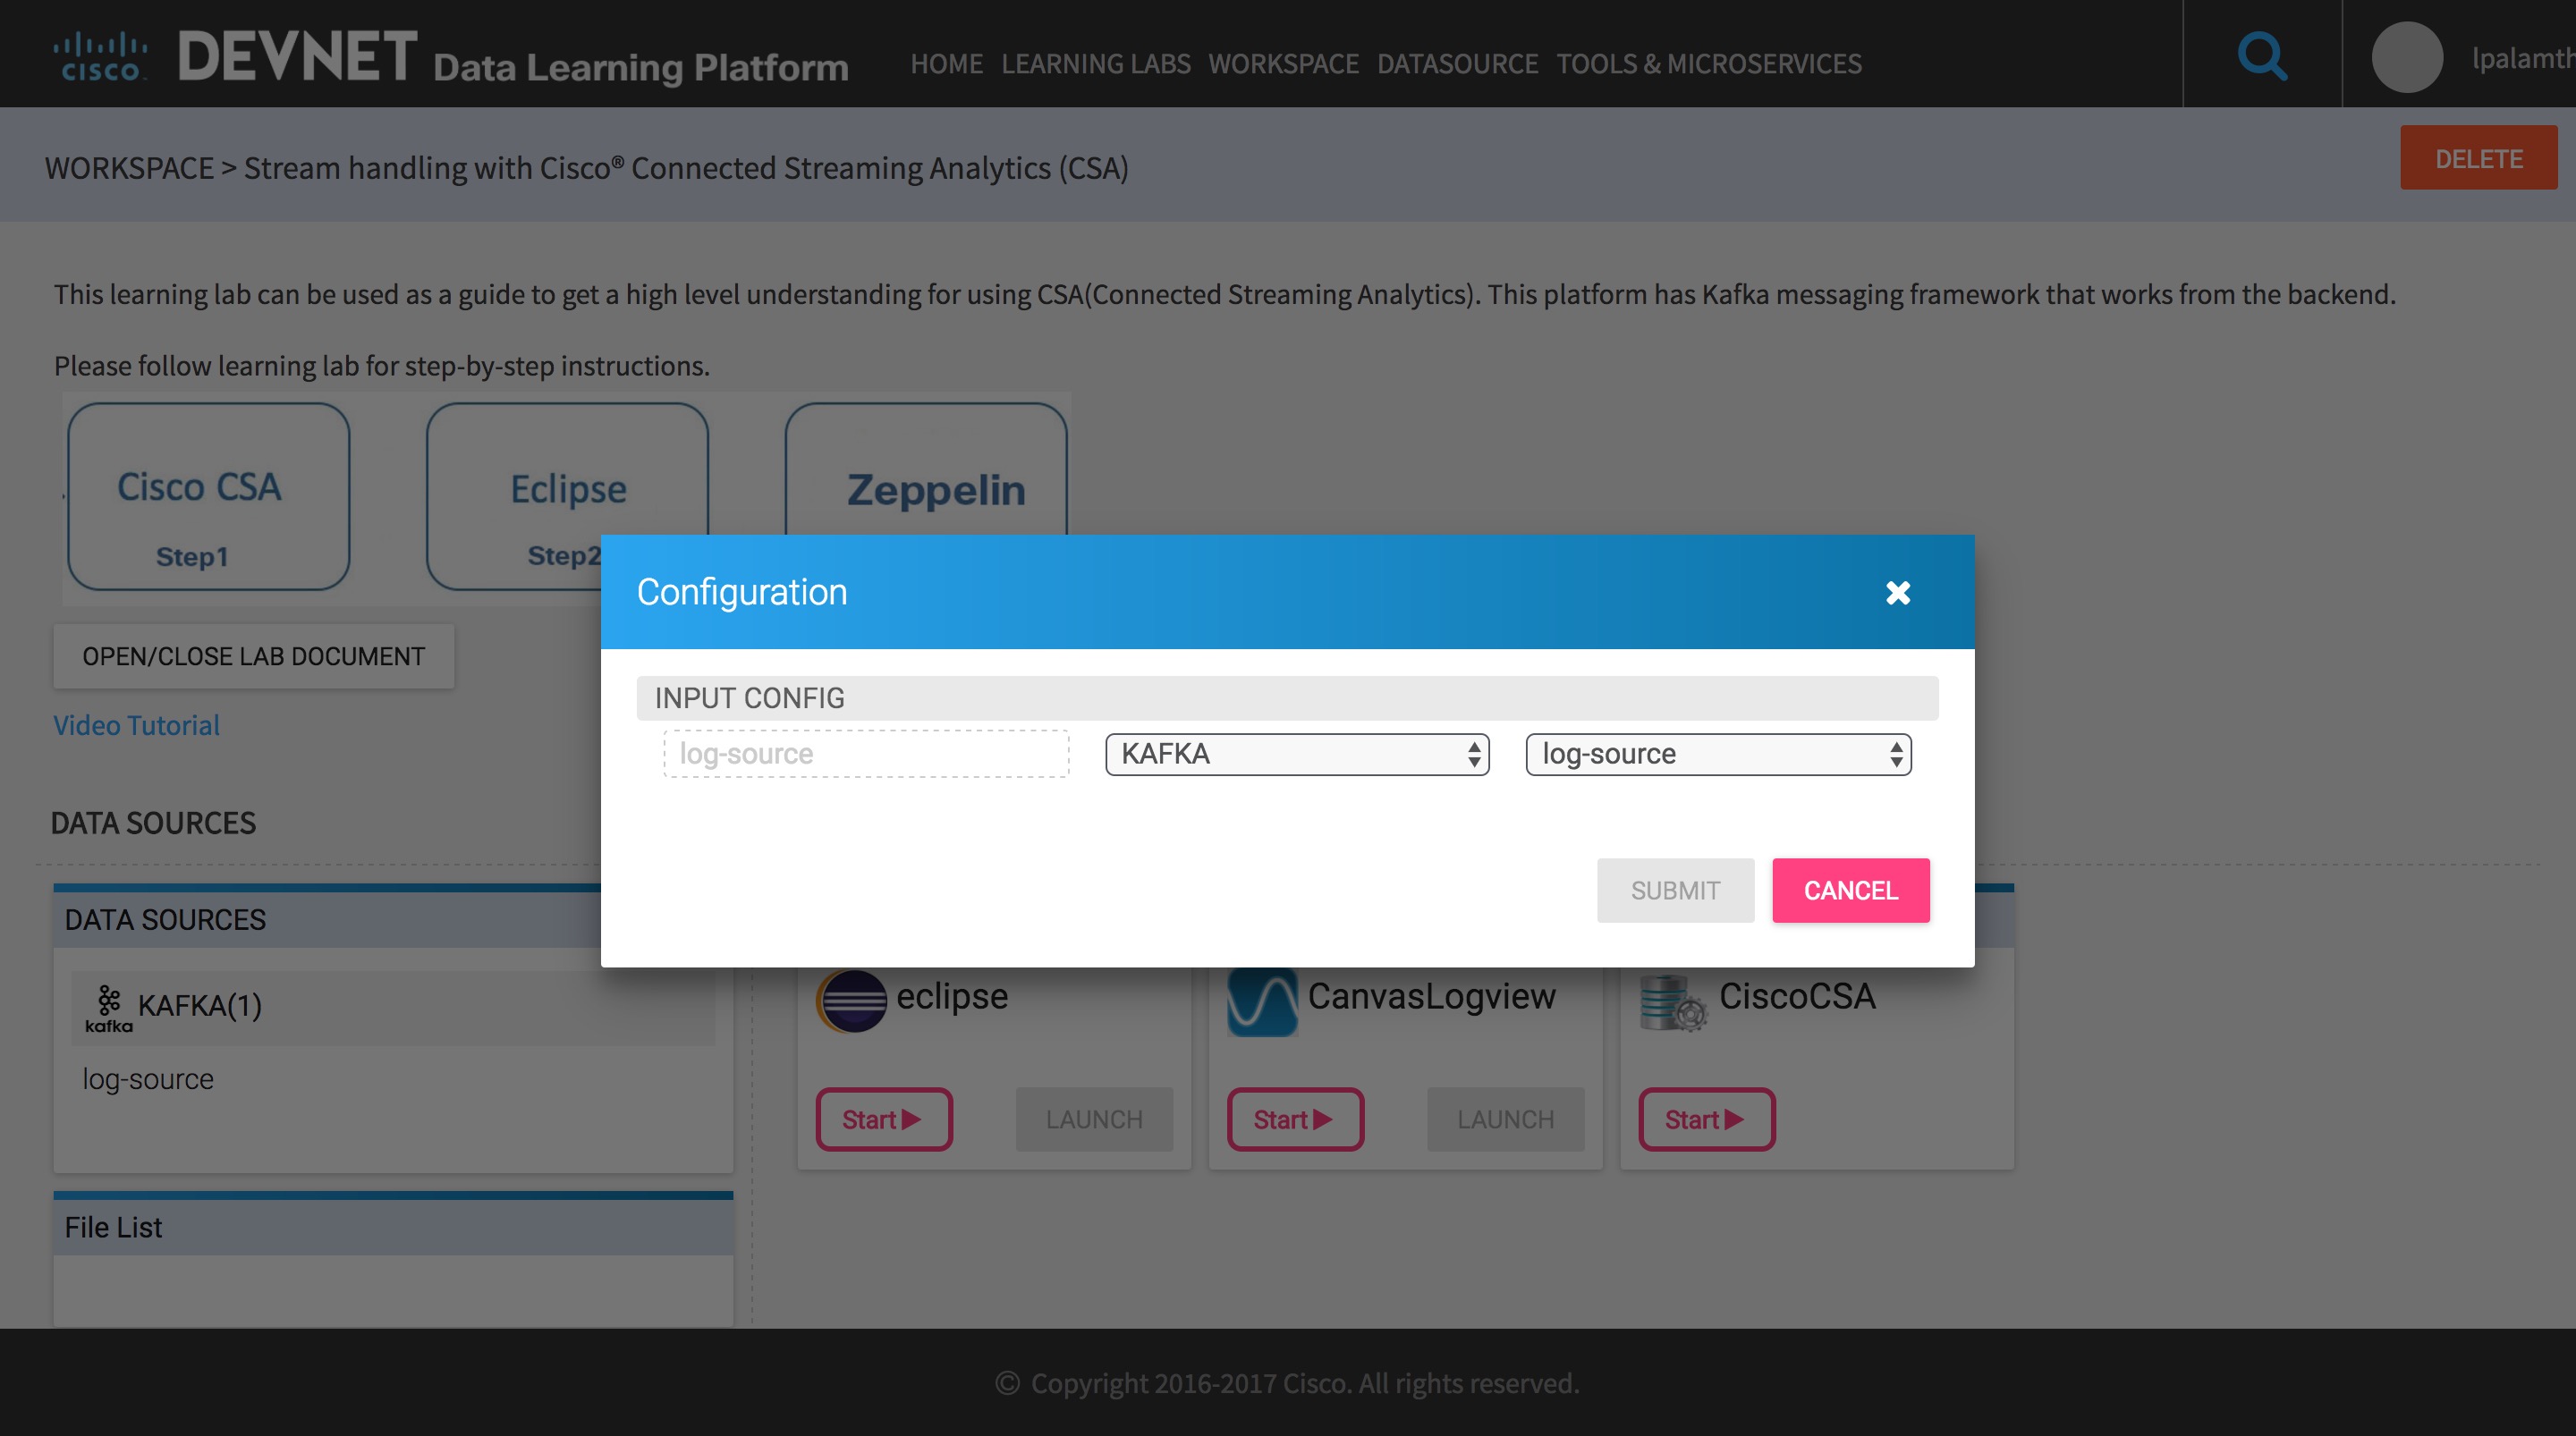 CISCO DEVNET Data Learning Platform HOME LEARNING LABS WORKSPACE DATASOURCE TOOLS & MICROSERVICES lpalamth
WORKSPACE > Stream handling with Cisco® Connected Streaming Analytics (CSA) DELETE
This learning lab can be used as a guide to get a high level understanding for using CSA(Connected Streaming Analytics). This platform has Kafka messaging framework that works from the backend.
Please follow learning lab for step-by-step instructions.
Cisco CSA Eclipse Zeppelin
Step1 Step2
Configuration
OPEN/CLOSE LAB DOCUMENT
INPUT CONFIG
Video Tutorial
log-source KAFKA log-source
DATA SOURCES
SUBMIT CANCEL
DATA SOURCES
kafka KAFKA(1)
log-source
eclipse CanvasLogview CiscoCSA
Start LAUNCH Start LAUNCH Start
File List
© Copyright 2016-2017 Cisco. All rights reserved.